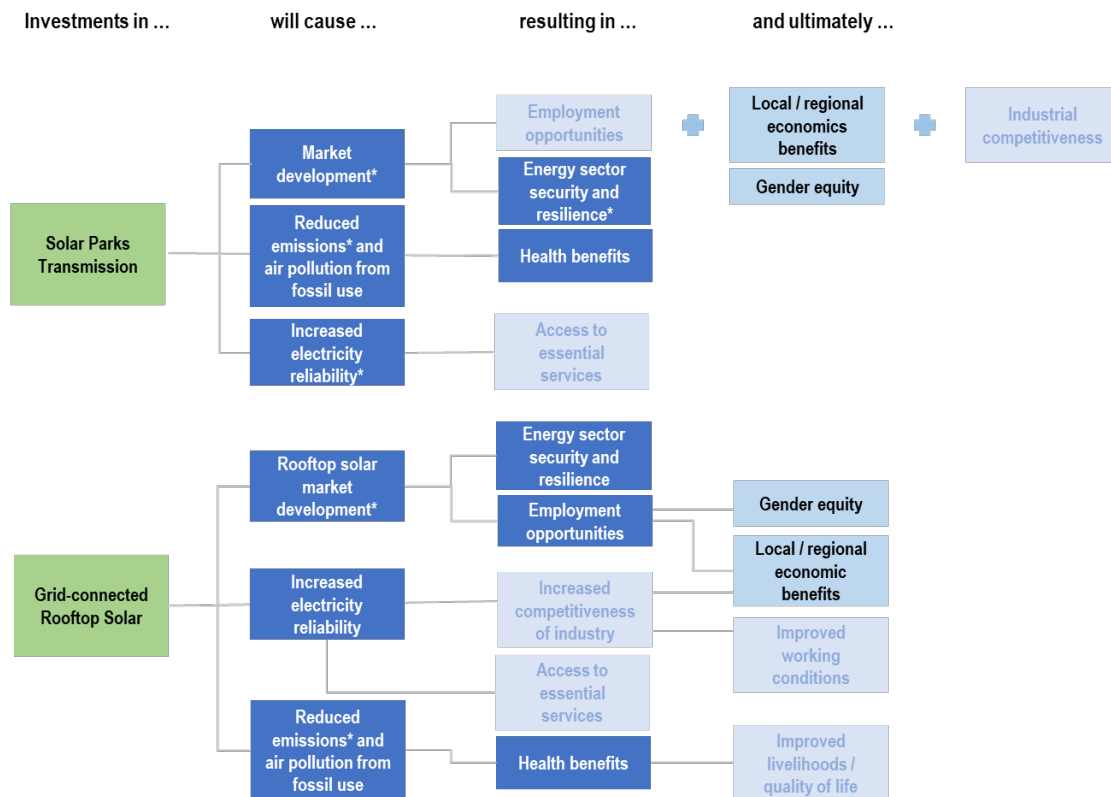 Investments in …
will cause …
resulting in …
and ultimately …
Employment
opportunities
Local / regional
economics
benefits
Industrial
competitiveness
Market
development*
Energy sector
security and
resilience*
Gender equity
Solar Parks
Transmission
Reduced
emissions* and
air pollution from
fossil use
Health benefits
Increased
electricity
reliability*
Access to
essential
services
Energy sector
security and
resilience
Rooftop solar
market
development*
Employment
opportunities
Gender equity
Local / regional
economic
benefits
Grid-connected
Rooftop Solar
Increased
electricity
reliability
Increased
competitiveness
of industry
Improved
working
conditions
Access to
essential
services
Reduced
emissions* and
air pollution from
fossil use
Health benefits
Improved
livelihoods /
quality of life